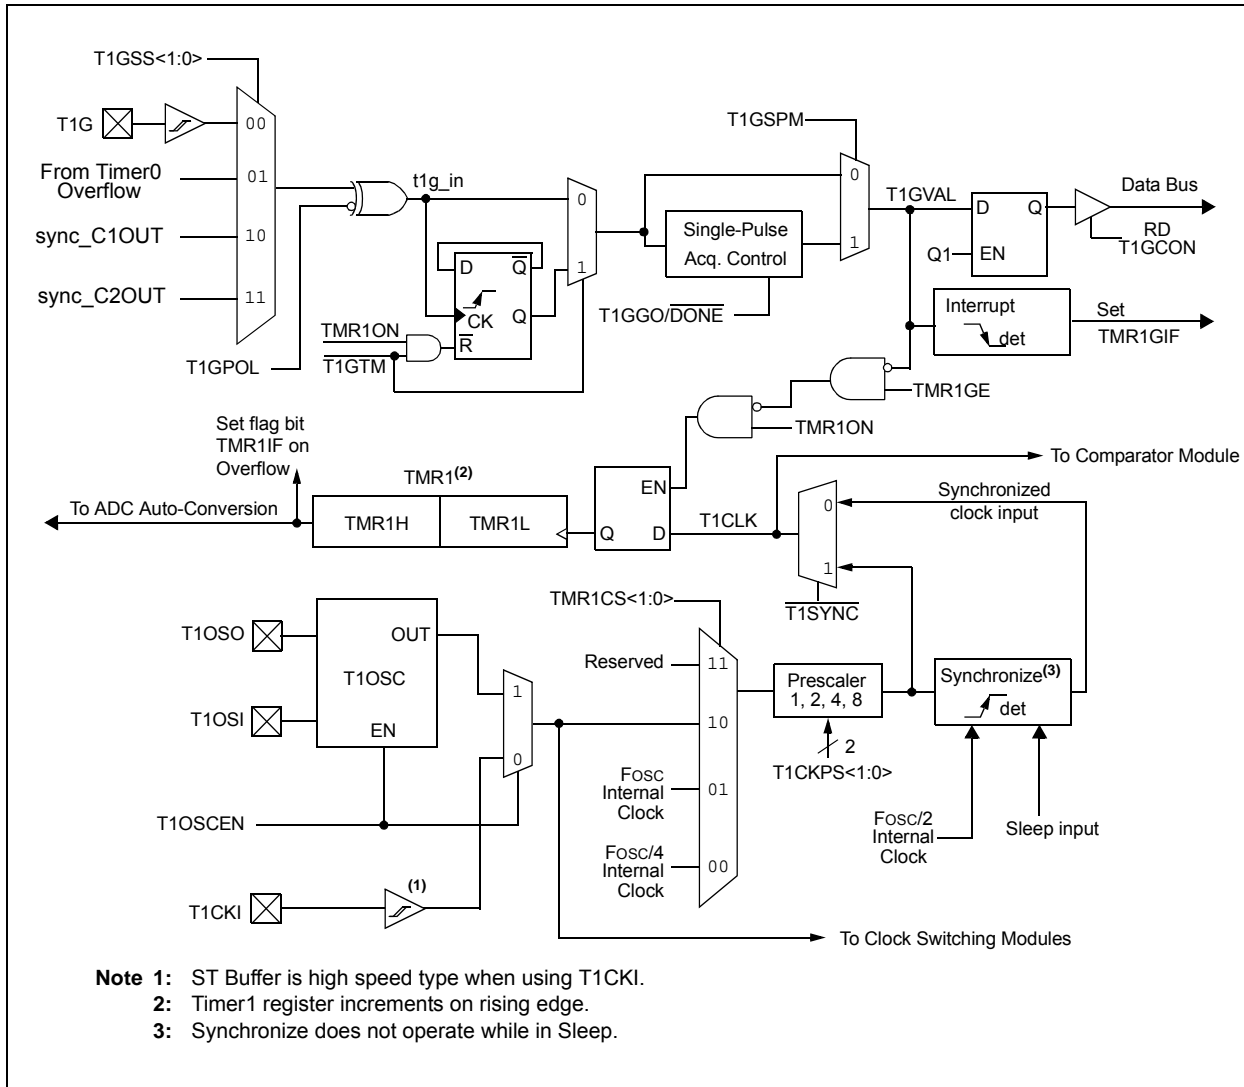 T1GSS<1:0>
T1G
00
T1GSPM
From Timer0
Overflow
01
t1g_in
0
0
T1GVAL
D
Q
Data Bus
sync_C1OUT
10
D
Q
1
Single-Pulse
Acq. Control
1
Q1
EN
RD
T1GCON
sync_C2OUT
11
CK
Q
T1GGO/DONE
Interrupt
det
Set
TMR1GIF
TMR1ON
R
T1GTM
T1GPOL
TMR1GE
TMR1ON
Set flag bit
TMR1IF on
Overflow
To Comparator Module
TMR1(2)
EN
To ADC Auto-Conversion
TMR1H
TMR1L
Q
D
T1CLK
0
Synchronized
clock input
1
T1SYNC
TMR1CS<1:0>
T1OSO
OUT
Reserved
11
T1OSC
1
Prescaler
1, 2, 4, 8
Synchronize(3)
det
T1OSI
EN
10
0
2
T1CKPS<1:0>
FOSC
Internal
Clock
01
T1OSCEN
FOSC/2
Internal
Clock
Sleep input
FOSC/4
Internal
Clock
00
T1CKI
(1)
To Clock Switching Modules
Note 1: ST Buffer is high speed type when using T1CKI.
2: Timer1 register increments on rising edge.
3: Synchronize does not operate while in Sleep.